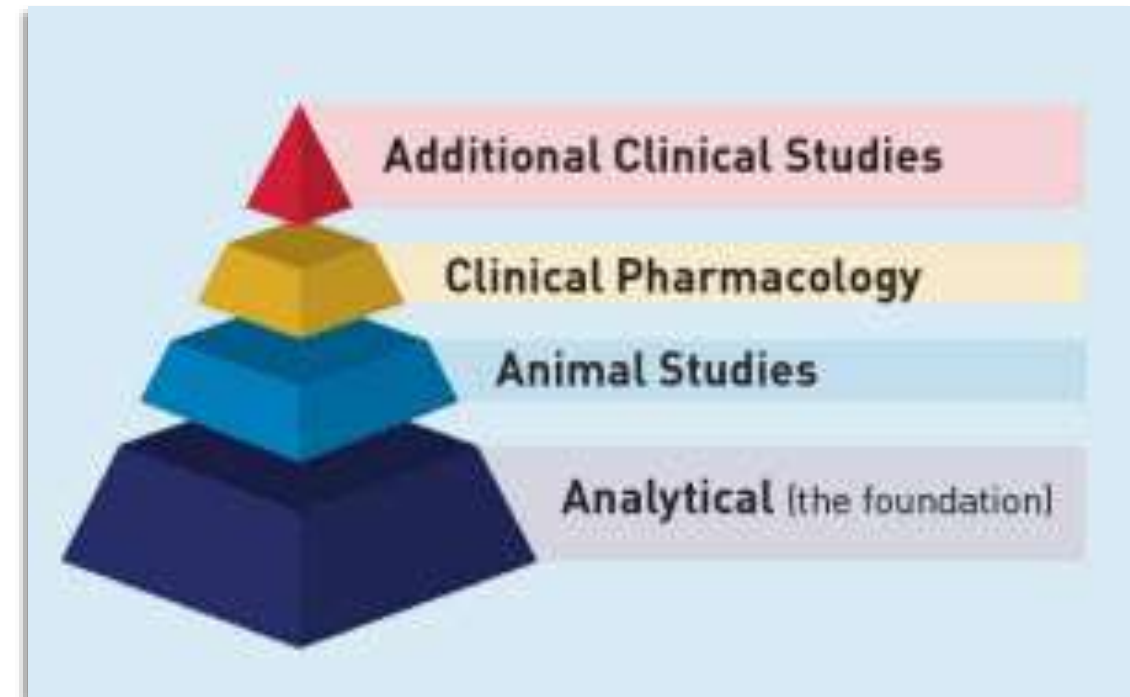 Additional Clinical Studies
Clinical Pharmacology
Animal Studies
Analytical (the foundation)